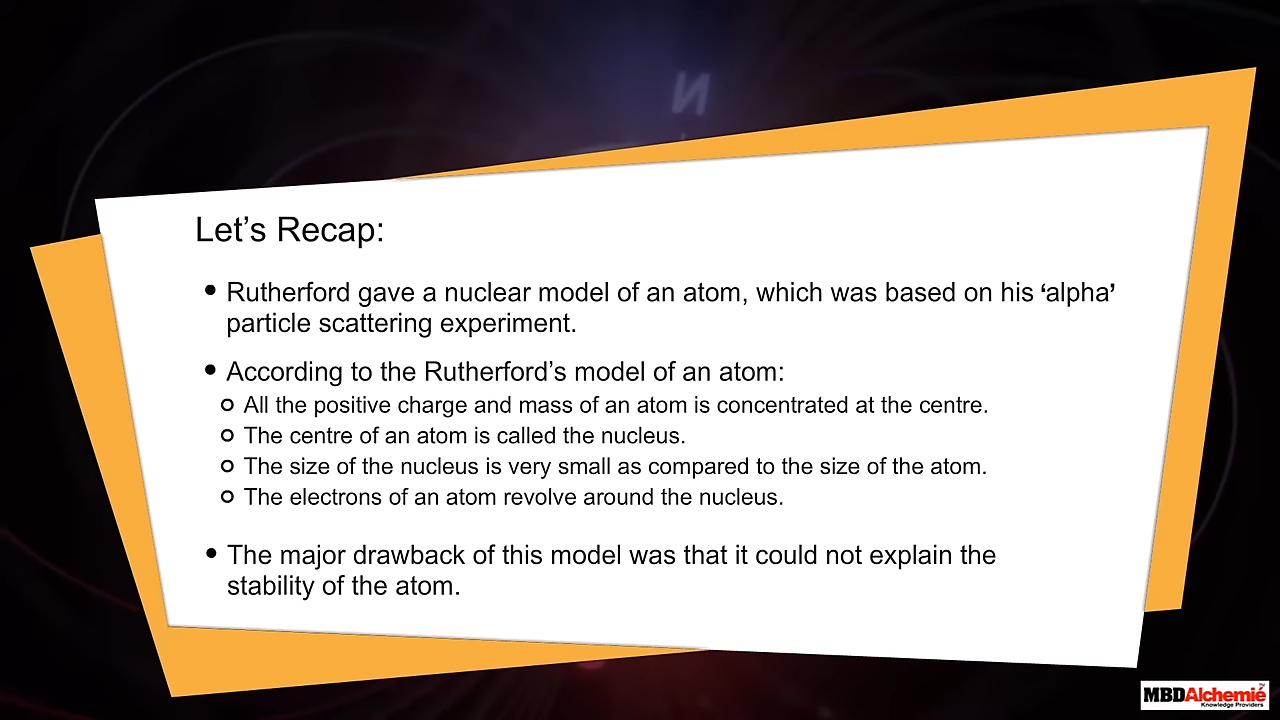 N
Let’s Recap:
• Rutherford gave a nuclear model of an atom, which was based on his ‘alpha’
particle scattering experiment.
• According to the Rutherford’s model of an atom:
○ All the positive charge and mass of an atom is concentrated at the centre.
○ The centre of an atom is called the nucleus.
○ The size of the nucleus is very small as compared to the size of the atom.
○ The electrons of an atom revolve around the nucleus.
• The major drawback of this model was that it could not explain the
stability of the atom.
MBDAlchemie™
Knowledge Providers